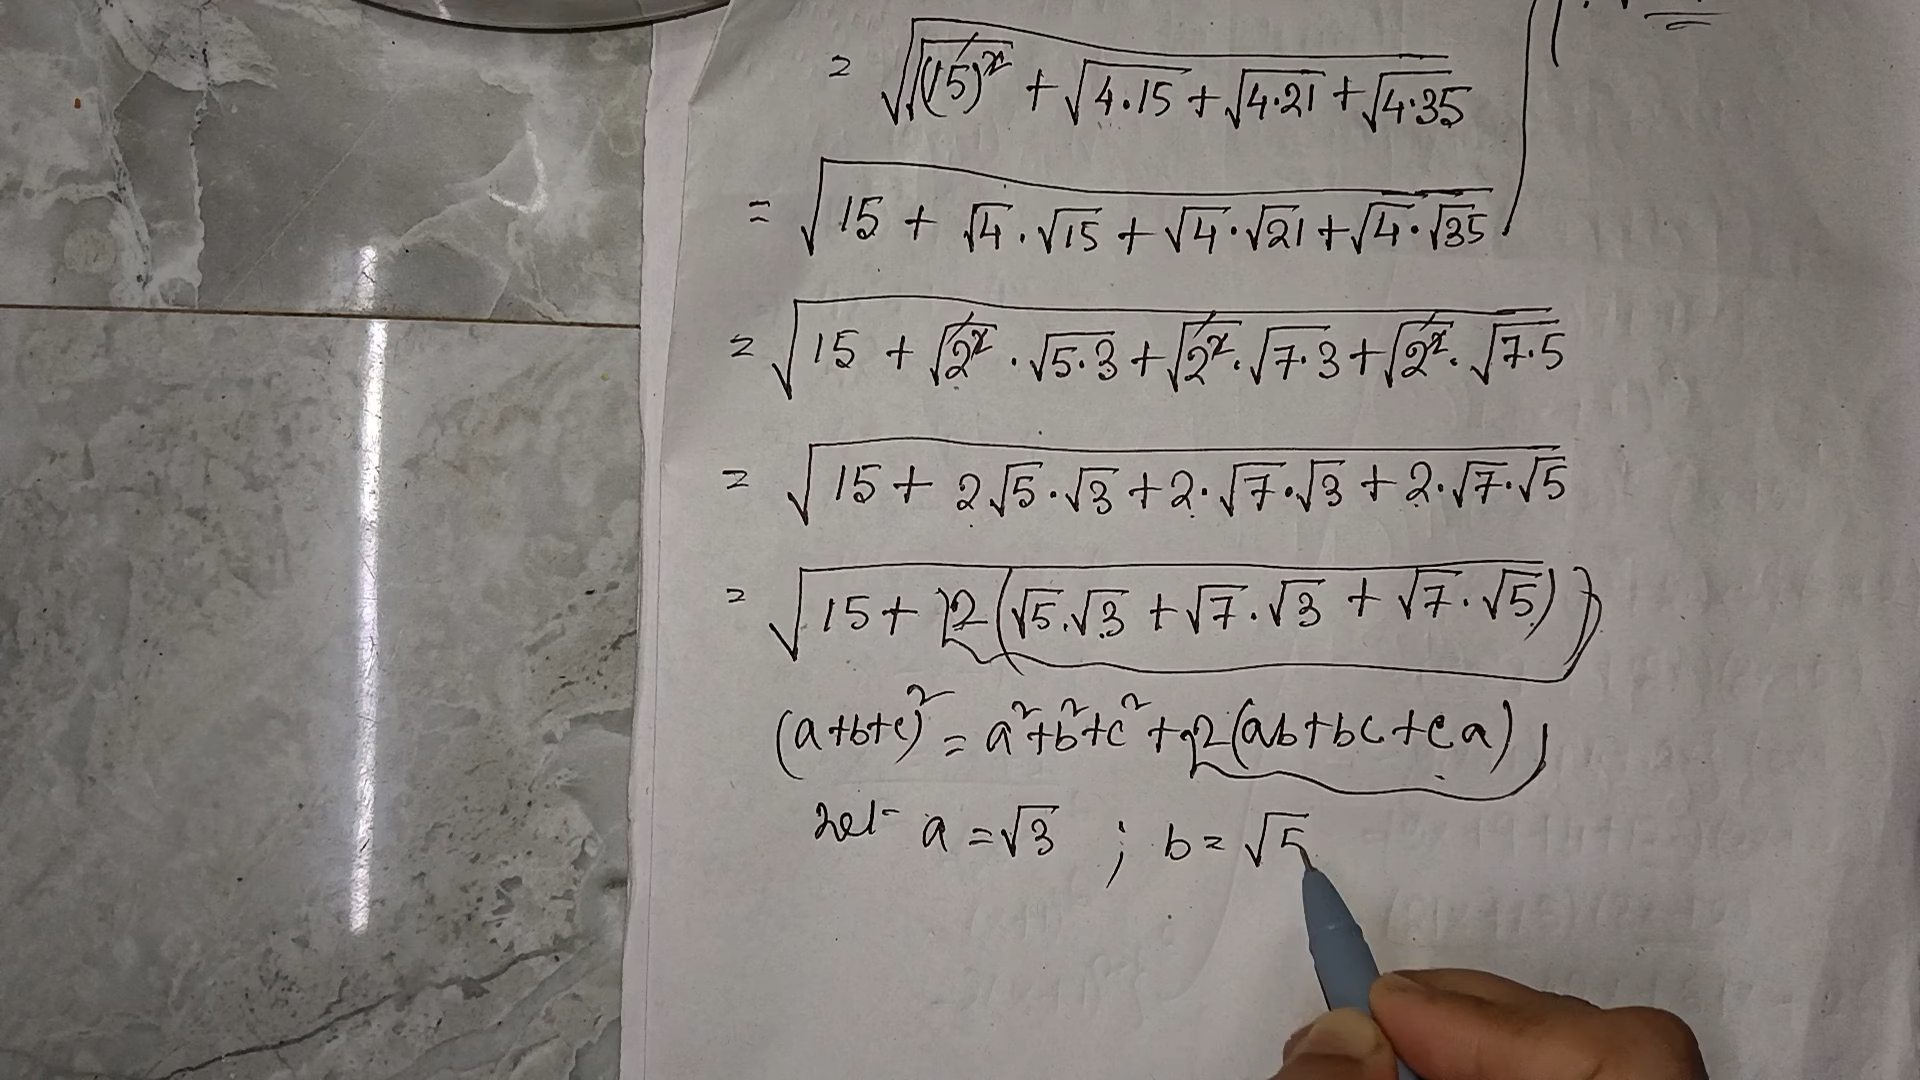 = √(√(15)² + √4·15 + √4·21 + √4·35)
= √(15 + √4·√15 + √4·√21 + √4·√35)
= √(15 + √2²·√5·3 + √2²·√7·3 + √2²·√7·5)
= √(15 + 2√5·√3 + 2·√7·√3 + 2·√7·√5)
= √(15 + 2(√5·√3 + √7·√3 + √7·√5))
(a+b+c)² = a²+b²+c²+2(ab+bc+ca)
Let a = √3 ; b = √5